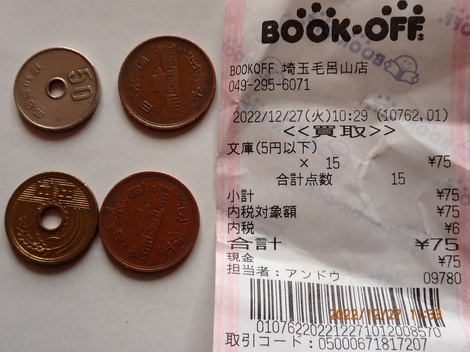 BOOK・OFF
BOOKOFF 埼玉毛呂山店
049-295-6071
2022/12/27(火)10:29 (10762,01)
<<買取>>
文庫(5円以下)
× 15 ¥75
合計点数 15
小計 ¥75
内税対象額 ¥75
内税 ¥6
合計 ¥75
現金 ¥75
担当者:アンドウ 09780
2022/12/27
010762202212271012008570
取引コード:05000671817207
50